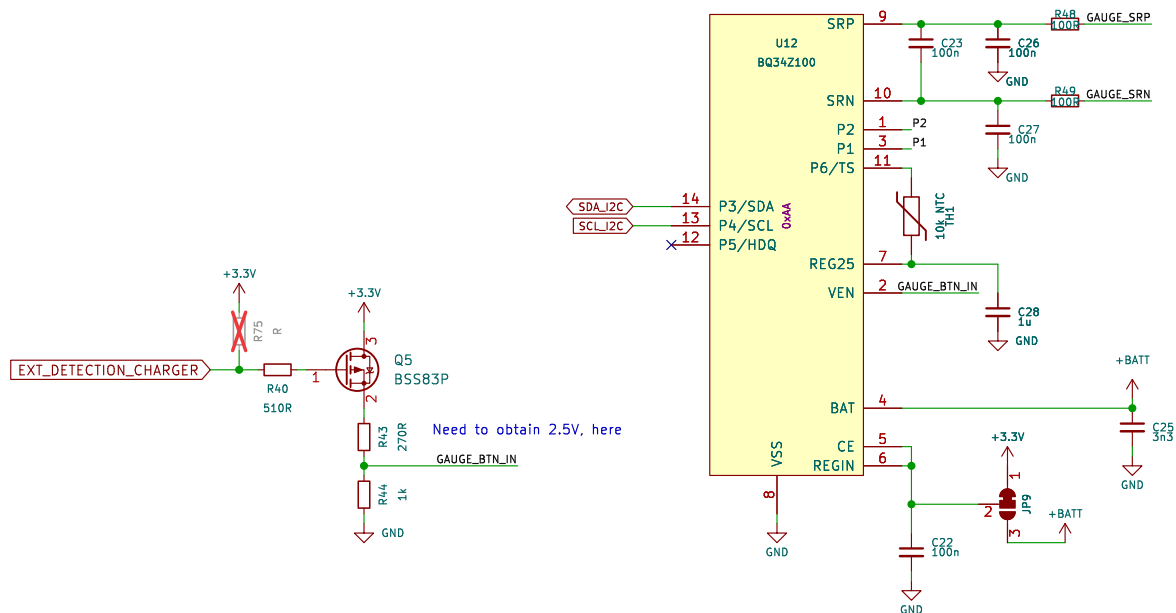 +3.3V
R75
R
EXT_DETECTION_CHARGER
R40
510R
+3.3V
3
1
2
Q5
BSS83P
R43
270R
Need to obtain 2.5V, here
GAUGE_BTN_IN
R44
1k
GND
U12
BQ34Z100
SDA_I2C
14
P3/SDA
SCL_I2C
13
P4/SCL
12
P5/HDQ
0xAA
SRP
9
C23
100n
C26
100n
GND
R48
100R
GAUGE_SRP
SRN
10
R49
100R
GAUGE_SRN
C27
100n
GND
P2
1
P2
P1
3
P1
P6/TS
11
10k_NTC
TH1
REG25
7
VEN
2
GAUGE_BTN_IN
C28
1u
GND
BAT
4
+BATT
C25
3n3
GND
CE
5
REGIN
6
VSS
8
GND
C22
100n
GND
+3.3V
1
2
3
JP9
+BATT